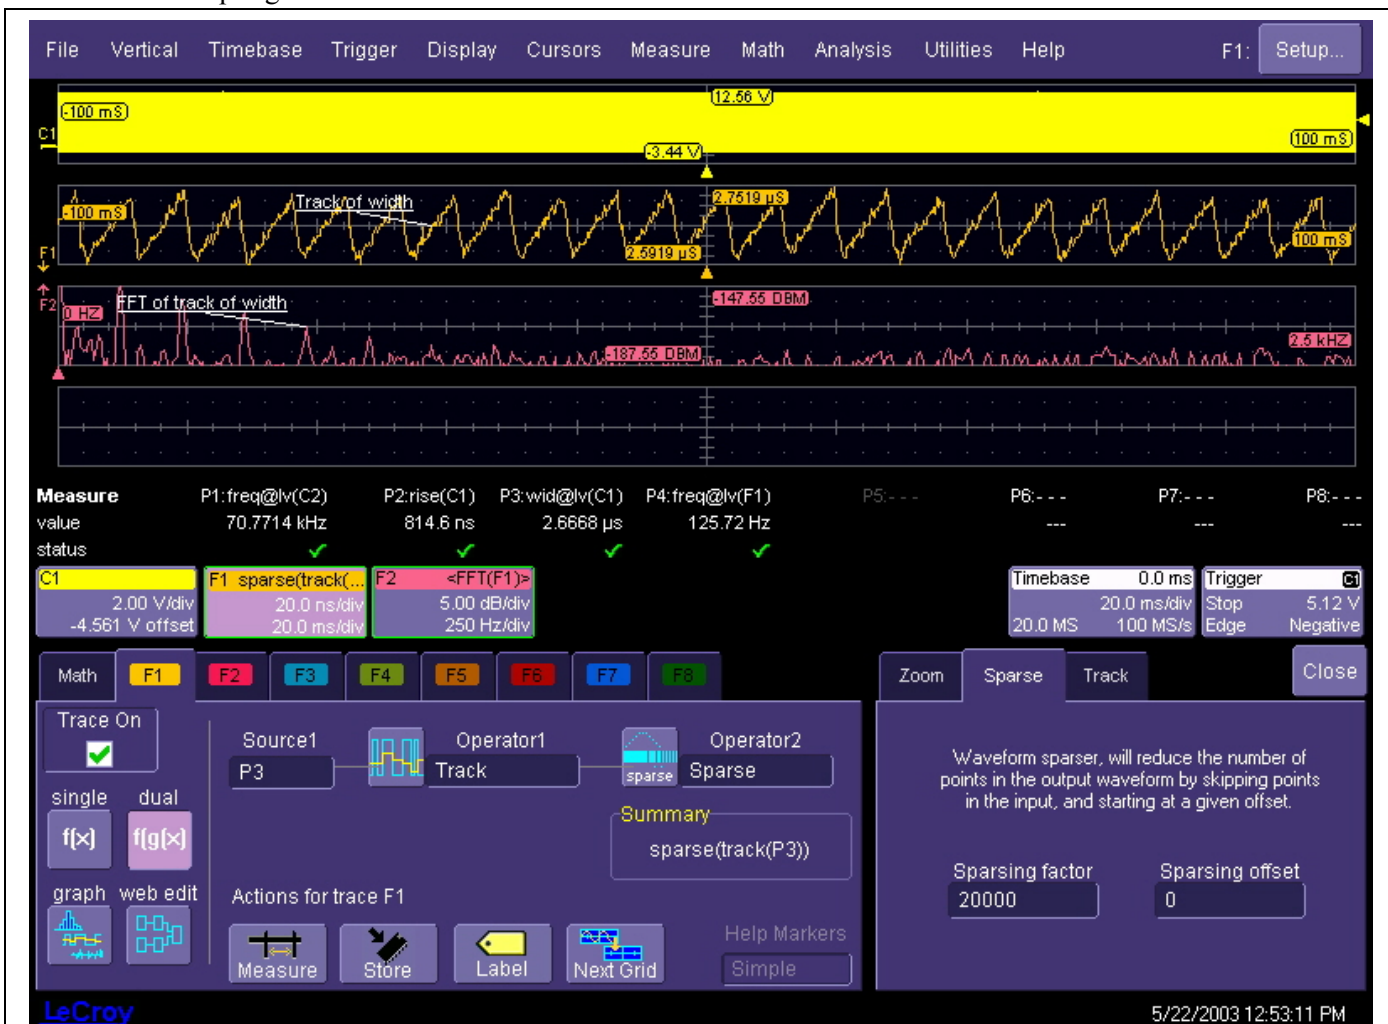 File Vertical Timebase Trigger Display Cursors Measure Math Analysis Utilities Help F1: Setup...
-100 mS 12.56 V
C1 -3.44 V 100 mS
-100 mS Track of width 2.7519 µS
F1 2.5919 µS 100 mS
F2 0 HZ FFT of track of width -147.55 DBM
-187.55 DBM 2.5 kHZ
Measure P1:freq@lv(C2) P2:rise(C1) P3:wid@lv(C1) P4:freq@lv(F1) P5:- - - P6:- - - P7:- - - P8:- - -
value 70.7714 kHz 814.6 ns 2.6668 µs 125.72 Hz --- --- ---
status
C1 F1 sparse(track(... F2 <FFT(F1)> Timebase 0.0 ms Trigger C1
2.00 V/div 20.0 ns/div 5.00 dB/div 20.0 ms/div Stop 5.12 V
-4.561 V offset 20.0 ms/div 250 Hz/div 20.0 MS 100 MS/s Edge Negative
Math F1 F2 F3 F4 F5 F6 F7 F8 Zoom Sparse Track Close
Trace On
Source1 Operator1 Operator2
P3 Track sparse Sparse
single dual
f(x) f(g(x)
Summary
sparse(track(P3))
graph web edit
Actions for trace F1
Measure Store Label Next Grid
Help Markers
Simple
Waveform sparser, will reduce the number of
points in the output waveform by skipping points
in the input, and starting at a given offset.
Sparsing factor Sparsing offset
20000 0
LeCroy 5/22/2003 12:53:11 PM